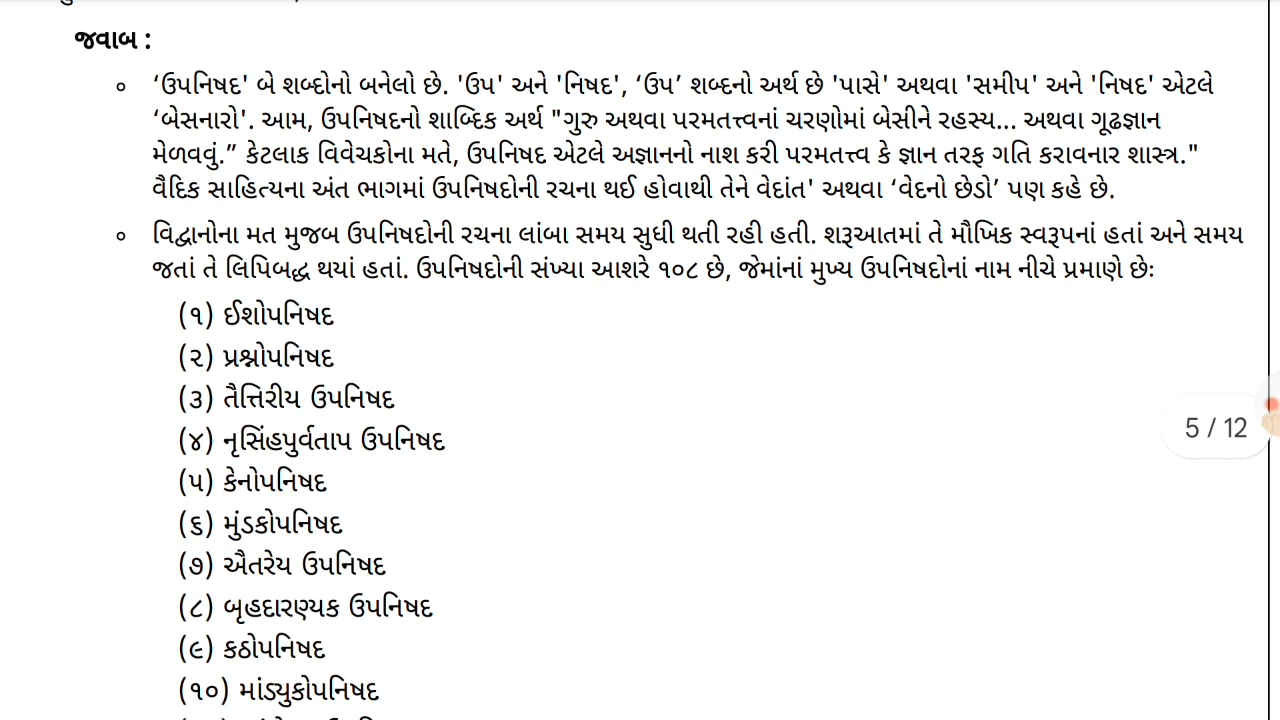 જવાબ :
‘ઉપનિષદ' બે શબ્દોનો બનેલો છે. 'ઉપ' અને 'નિષદ', ‘ઉપ’ શબ્દનો અર્થ છે 'પાસે' અથવા 'સમીપ' અને 'નિષદ' એટલે
‘બેસનારો'. આમ, ઉપનિષદનો શાબ્દિક અર્થ "ગુરુ અથવા પરમતત્ત્વનાં ચરણોમાં બેસીને રહસ્ય... અથવા ગૂઢજ્ઞાન
મેળવવું.” કેટલાક વિવેચકોના મતે, ઉપનિષદ એટલે અજ્ઞાનનો નાશ કરી પરમતત્ત્વ કે જ્ઞાન તરફ ગતિ કરાવનાર શાસ્ત્ર."
વૈદિક સાહિત્યના અંત ભાગમાં ઉપનિષદોની રચના થઈ હોવાથી તેને વેદાંત' અથવા ‘વેદનો છેડો’ પણ કહે છે.
વિદ્વાનોના મત મુજબ ઉપનિષદોની રચના લાંબા સમય સુધી થતી રહી હતી. શરૂઆતમાં તે મૌખિક સ્વરૂપનાં હતાં અને સમય
જતાં તે લિપિબદ્ધ થયાં હતાં. ઉપનિષદોની સંખ્યા આશરે ૧૦૮ છે, જેમાંનાં મુખ્ય ઉપનિષદોનાં નામ નીચે પ્રમાણે છેઃ
(૧) ઈશોપનિષદ
(૨) પ્રશ્નોપનિષદ
(૩) તૈત્તિરીય ઉપનિષદ
(૪) નૃસિંહપુર્વતાપ ઉપનિષદ
5 / 12
(૫) કેનોપનિષદ
(૬) મુંડકોપનિષદ
(૭) ઐતરેય ઉપનિષદ
(૮) બૃહદારણ્યક ઉપનિષદ
(૯) કઠોપનિષદ
(૧૦) માંડ્યુકોપનિષદ